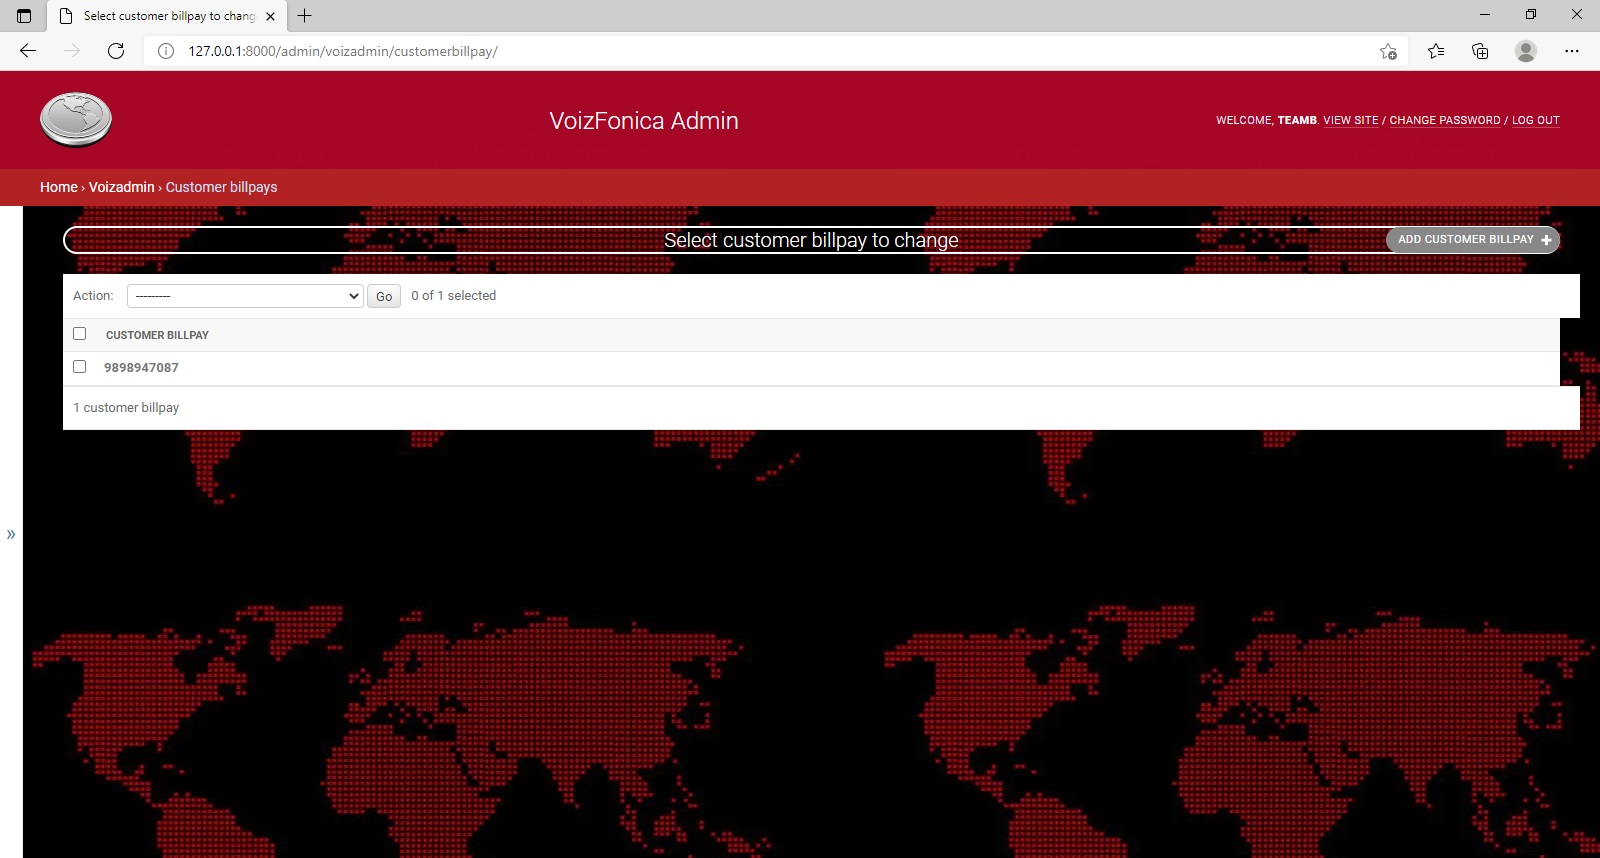 Select customer billpay to chang
127.0.0.1:8000/admin/voizadmin/customerbillpay/
VoizFonica Admin
WELCOME, TEAMB. VIEW SITE / CHANGE PASSWORD / LOG OUT
Home › Voizadmin › Customer billpays
Select customer billpay to change
ADD CUSTOMER BILLPAY +
Action: --------- Go 0 of 1 selected
CUSTOMER BILLPAY
9898947087
1 customer billpay
»